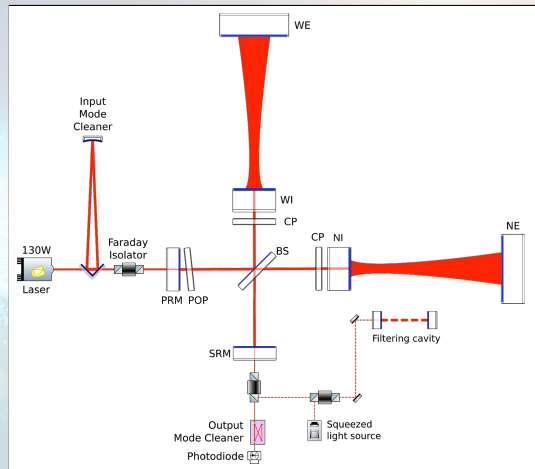 WE
Input
Mode
Cleaner
WI
CP
130W
Laser
Faraday
Isolator
PRM
POP
BS
CP
NI
NE
SRM
Filtering cavity
Output
Mode Cleaner
Squeezed
light source
Photodiode